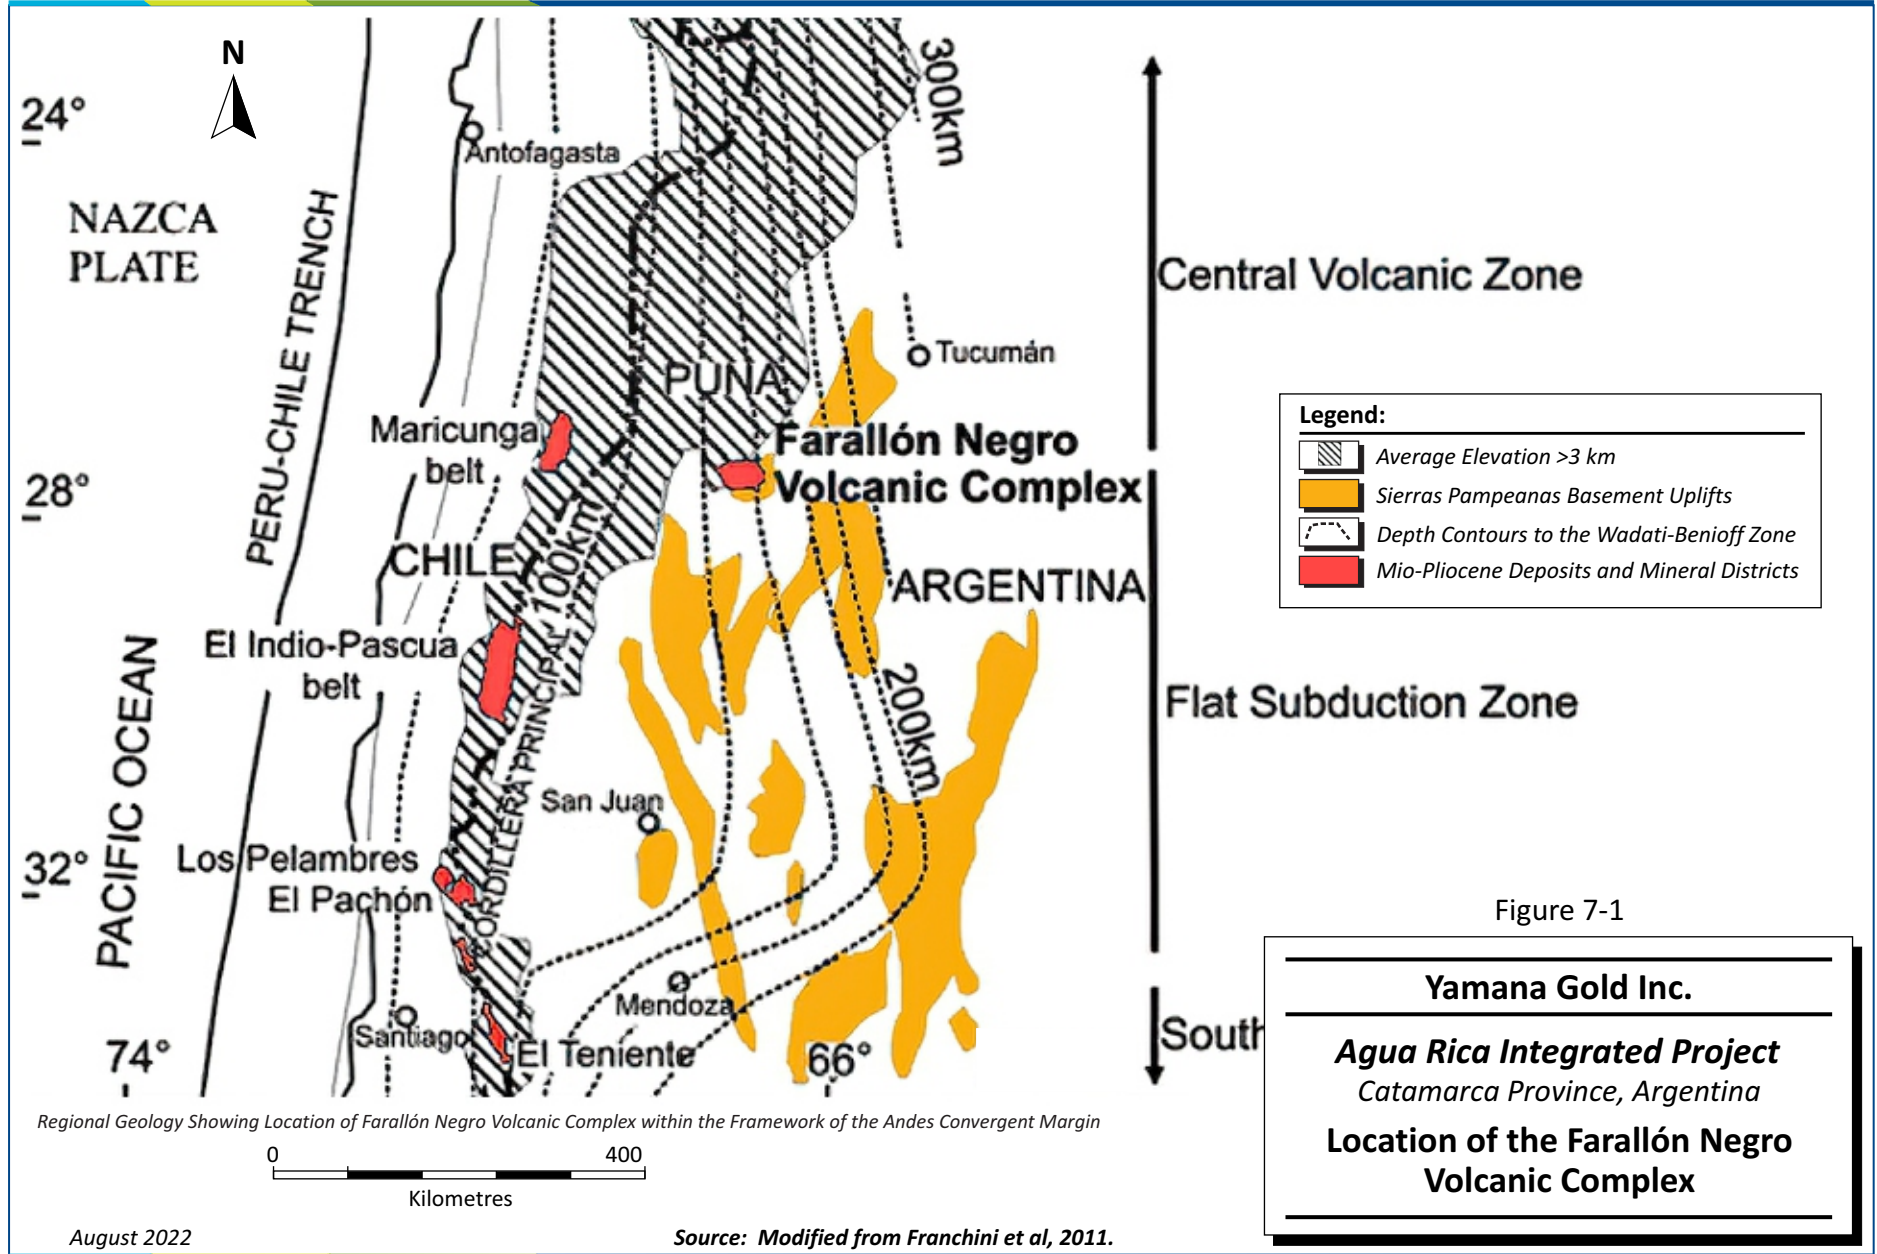 N
24°
300km
Antofagasta
NAZCA
PLATE
PERU-CHILE TRENCH
Central Volcanic Zone
Tucumán
PUNA
Legend:
Average Elevation >3 km
Sierras Pampeanas Basement Uplifts
Depth Contours to the Wadati-Benioff Zone
Mio-Pliocene Deposits and Mineral Districts
Maricunga
belt
Farallón Negro
Volcanic Complex
28°
CHILE
100km
ARGENTINA
El Indio-Pascua
belt
PACIFIC OCEAN
CORDILLERA PRINCIPAL
200km
Flat Subduction Zone
San Juan
32°
Los Pelambres
El Pachón
Mendoza
Santiago
El Teniente
South
74°
66°
Figure 7-1
Yamana Gold Inc.
Agua Rica Integrated Project
Catamarca Province, Argentina
Location of the Farallón Negro
Volcanic Complex
Regional Geology Showing Location of Farallón Negro Volcanic Complex within the Framework of the Andes Convergent Margin
0 400
Kilometres
August 2022
Source: Modified from Franchini et al, 2011.